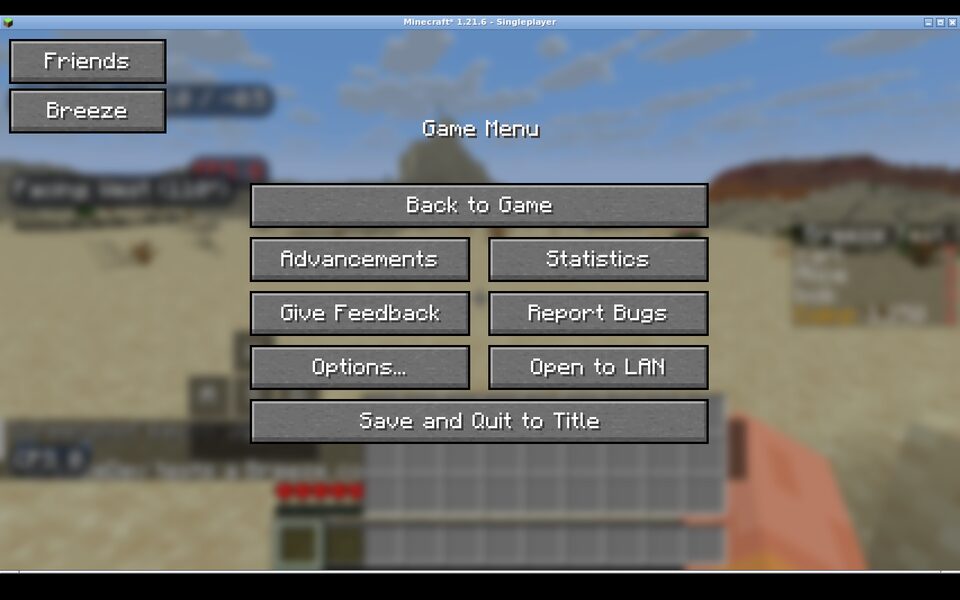 Minecraft* 1.21.6 - Singleplayer
Friends
Breeze
Game Menu
Back to Game
Advancements
Statistics
Give Feedback
Report Bugs
Options...
Open to LAN
Save and Quit to Title